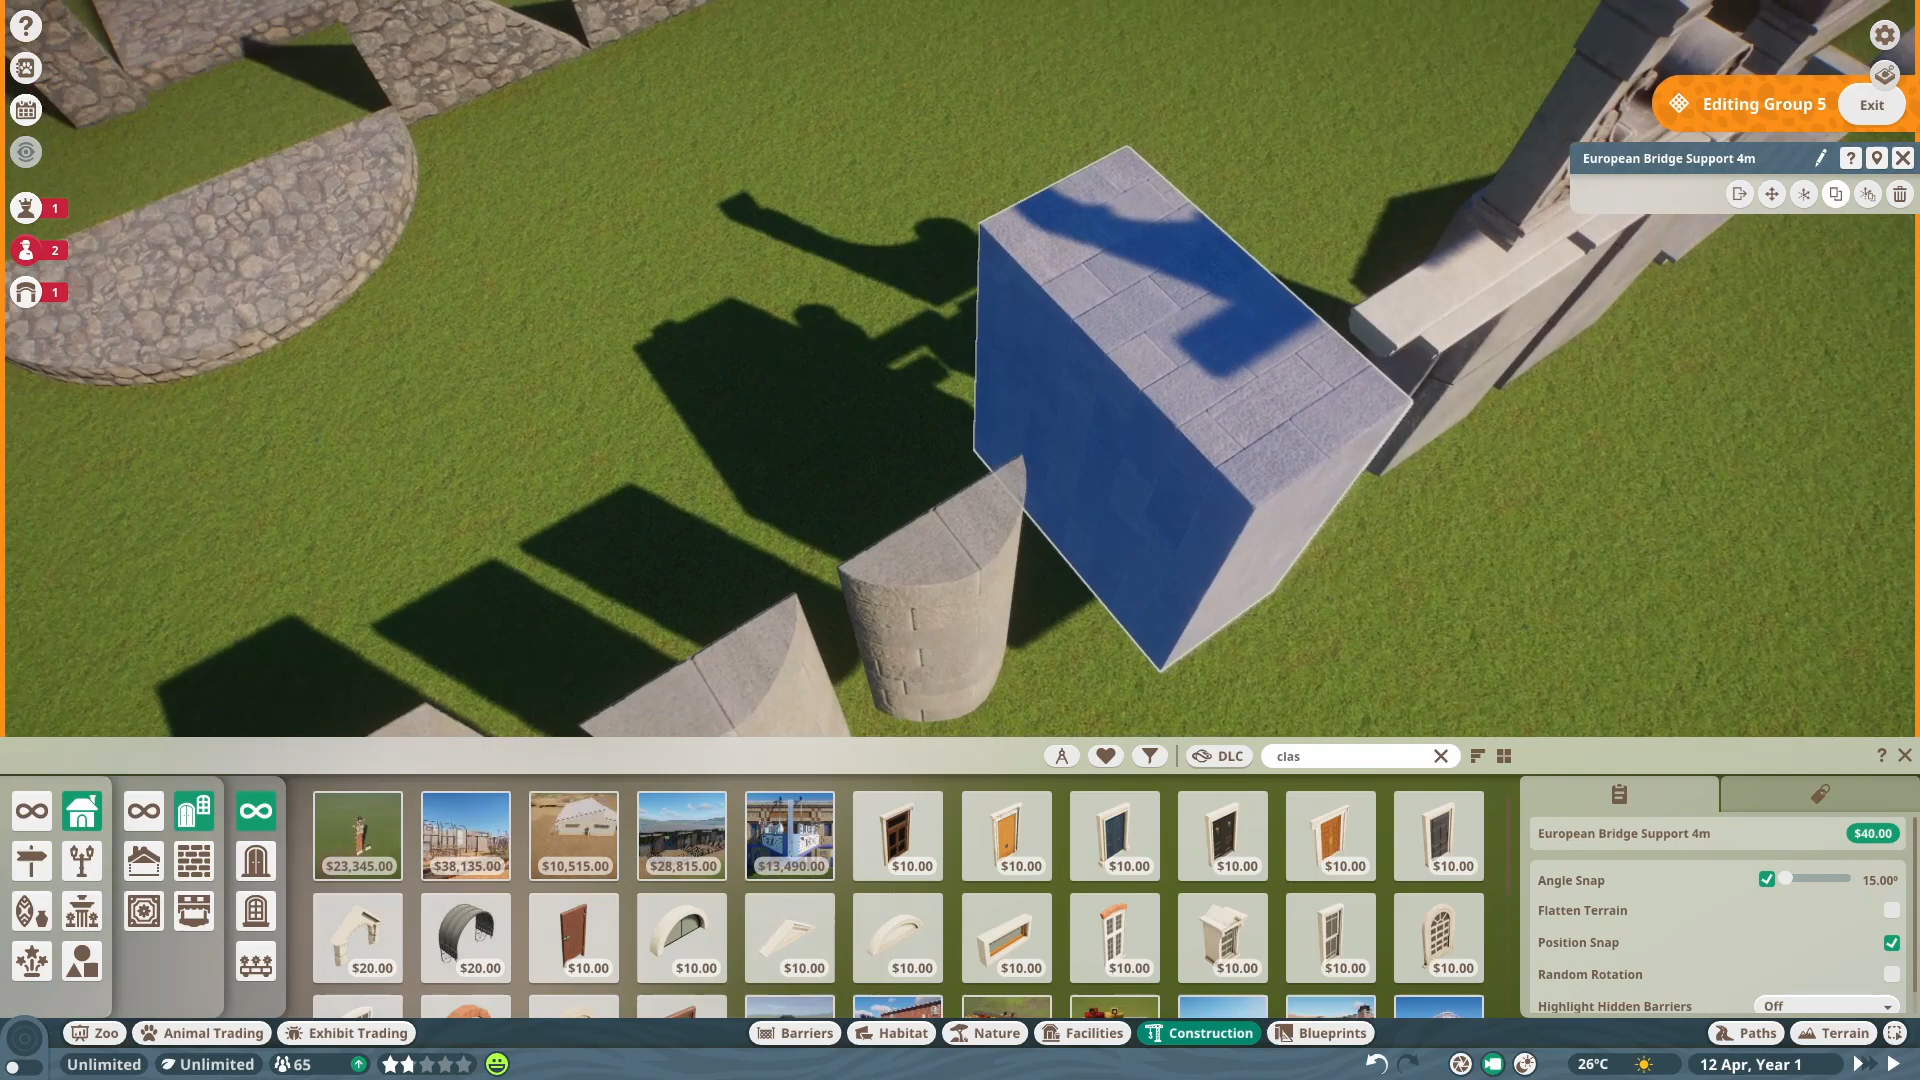 Editing Group 5
Exit
European Bridge Support 4m
?
?
1
2
1
DLC
clas
?
$23,345.00
$38,135.00
$10,515.00
$28,815.00
$13,490.00
$10.00
$10.00
$10.00
$10.00
$10.00
$10.00
$20.00
$20.00
$10.00
$10.00
$10.00
$10.00
$10.00
$10.00
$10.00
$10.00
$10.00
European Bridge Support 4m
$40.00
Angle Snap
15.00°
Flatten Terrain
Position Snap
Random Rotation
Highlight Hidden Barriers
Off
Zoo
Animal Trading
Exhibit Trading
Barriers
Habitat
Nature
Facilities
Construction
Blueprints
Paths
Terrain
Unlimited
Unlimited
65
26°C
12 Apr, Year 1